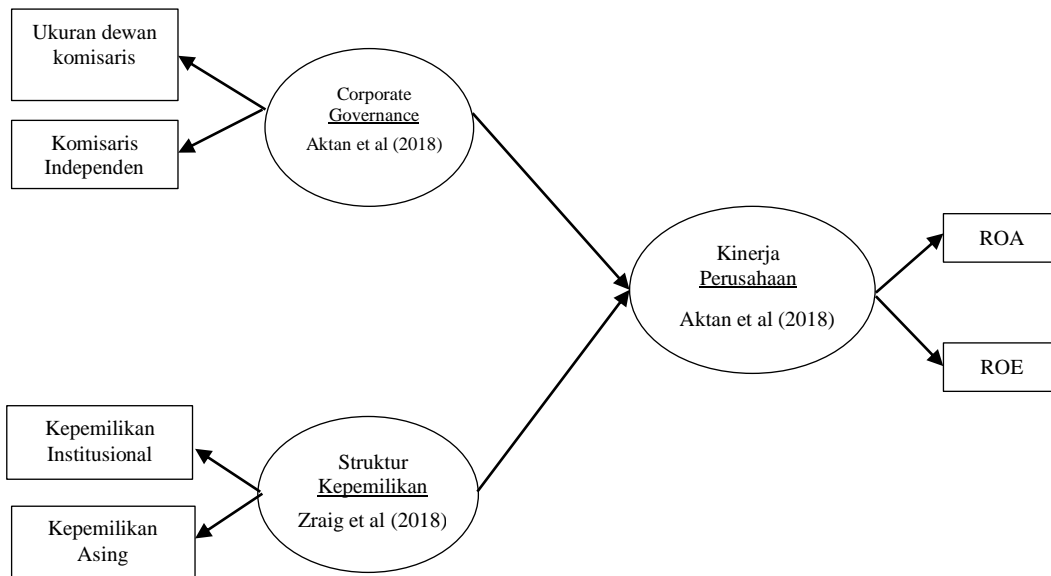 Ukuran dewan
komisaris
Komisaris
Independen
Corporate
Governance
Aktan et al (2018)
Kinerja
Perusahaan
Aktan et al (2018)
ROA
ROE
Kepemilikan
Institusional
Kepemilikan
Asing
Struktur
Kepemilikan
Zraig et al (2018)